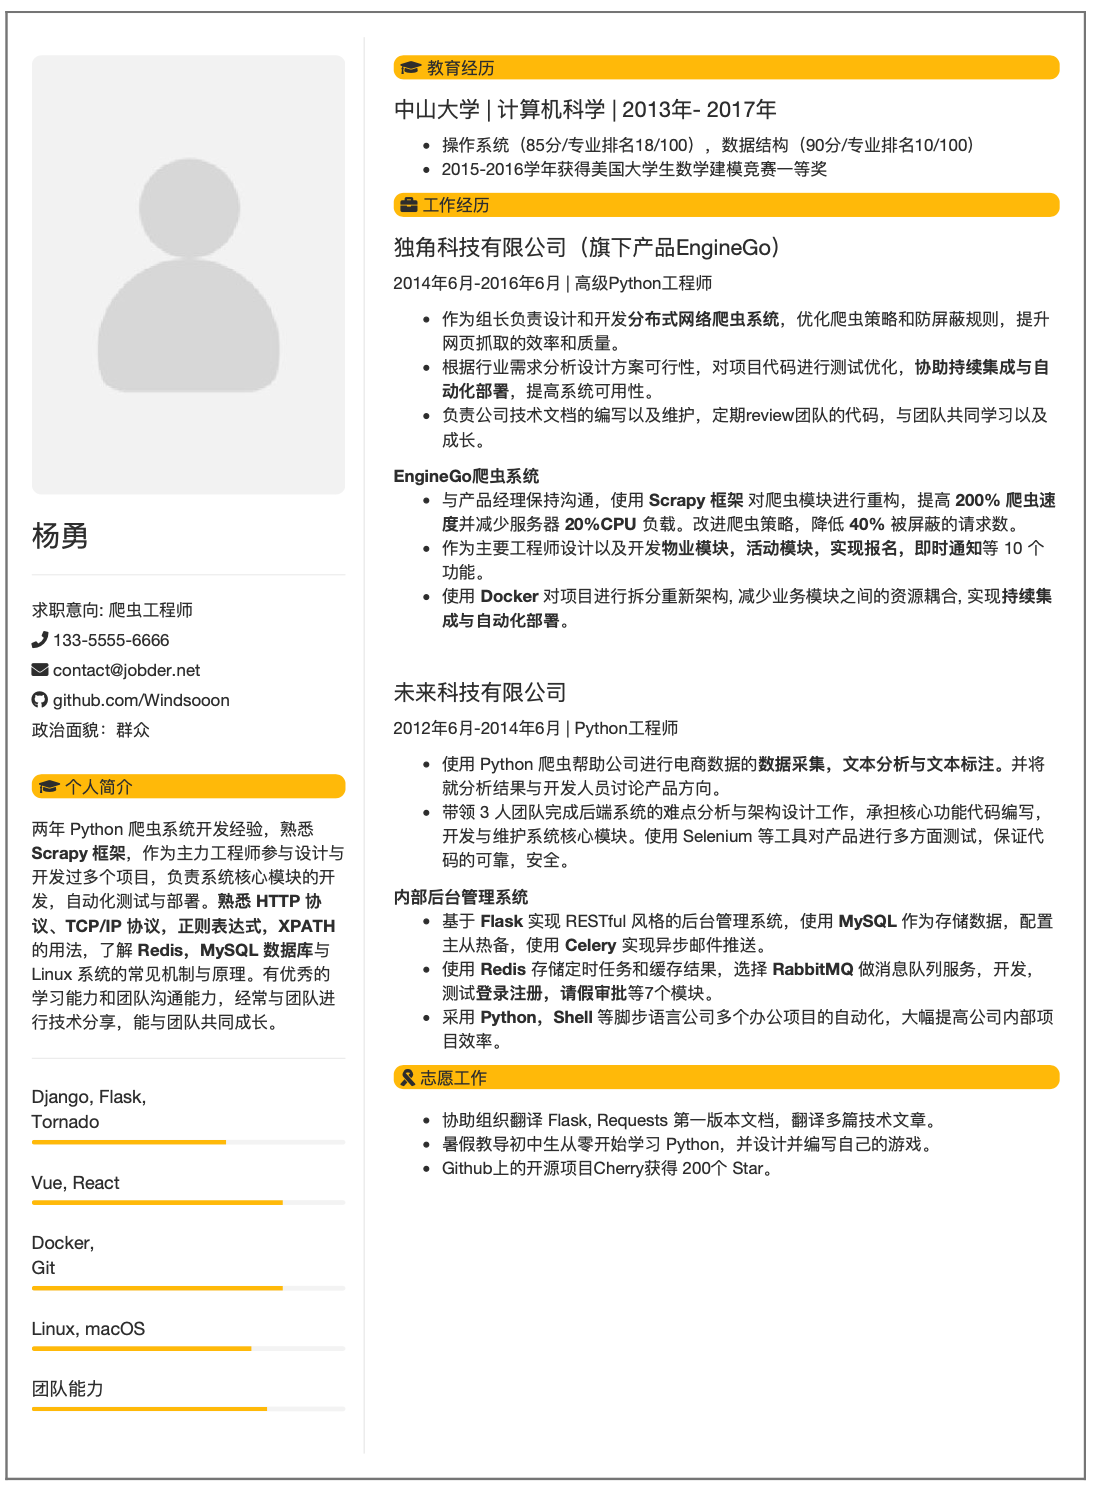 杨勇
求职意向: 爬虫工程师
133-5555-6666
contact@jobder.net
github.com/Windsooon
政治面貌：群众
个人简介
两年 Python 爬虫系统开发经验，熟悉
Scrapy 框架，作为主力工程师参与设计与
开发过多个项目，负责系统核心模块的开
发，自动化测试与部署。熟悉 HTTP 协
议、TCP/IP 协议，正则表达式，XPATH
的用法，了解 Redis，MySQL 数据库与
Linux 系统的常见机制与原理。有优秀的
学习能力和团队沟通能力，经常与团队进
行技术分享，能与团队共同成长。
Django, Flask,
Tornado
Vue, React
Docker,
Git
Linux, macOS
团队能力
教育经历
中山大学 | 计算机科学 | 2013年- 2017年
操作系统（85分/专业排名18/100），数据结构（90分/专业排名10/100）
2015-2016学年获得美国大学生数学建模竞赛一等奖
工作经历
独角科技有限公司（旗下产品EngineGo）
2014年6月-2016年6月 | 高级Python工程师
作为组长负责设计和开发分布式网络爬虫系统，优化爬虫策略和防屏蔽规则，提升
网页抓取的效率和质量。
根据行业需求分析设计方案可行性，对项目代码进行测试优化，协助持续集成与自
动化部署，提高系统可用性。
负责公司技术文档的编写以及维护，定期review团队的代码，与团队共同学习以及
成长。
EngineGo爬虫系统
与产品经理保持沟通，使用 Scrapy 框架 对爬虫模块进行重构，提高 200% 爬虫速
度并减少服务器 20%CPU 负载。改进爬虫策略，降低 40% 被屏蔽的请求数。
作为主要工程师设计以及开发物业模块，活动模块，实现报名，即时通知等 10 个
功能。
使用 Docker 对项目进行拆分重新架构, 减少业务模块之间的资源耦合, 实现持续集
成与自动化部署。
未来科技有限公司
2012年6月-2014年6月 | Python工程师
使用 Python 爬虫帮助公司进行电商数据的数据采集，文本分析与文本标注。并将
就分析结果与开发人员讨论产品方向。
带领 3 人团队完成后端系统的难点分析与架构设计工作，承担核心功能代码编写，
开发与维护系统核心模块。使用 Selenium 等工具对产品进行多方面测试，保证代
码的可靠，安全。
内部后台管理系统
基于 Flask 实现 RESTful 风格的后台管理系统，使用 MySQL 作为存储数据，配置
主从热备，使用 Celery 实现异步邮件推送。
使用 Redis 存储定时任务和缓存结果，选择 RabbitMQ 做消息队列服务，开发，
测试登录注册，请假审批等7个模块。
采用 Python，Shell 等脚步语言公司多个办公项目的自动化，大幅提高公司内部项
目效率。
志愿工作
协助组织翻译 Flask, Requests 第一版本文档，翻译多篇技术文章。
暑假教导初中生从零开始学习 Python，并设计并编写自己的游戏。
Github上的开源项目Cherry获得 200个 Star。